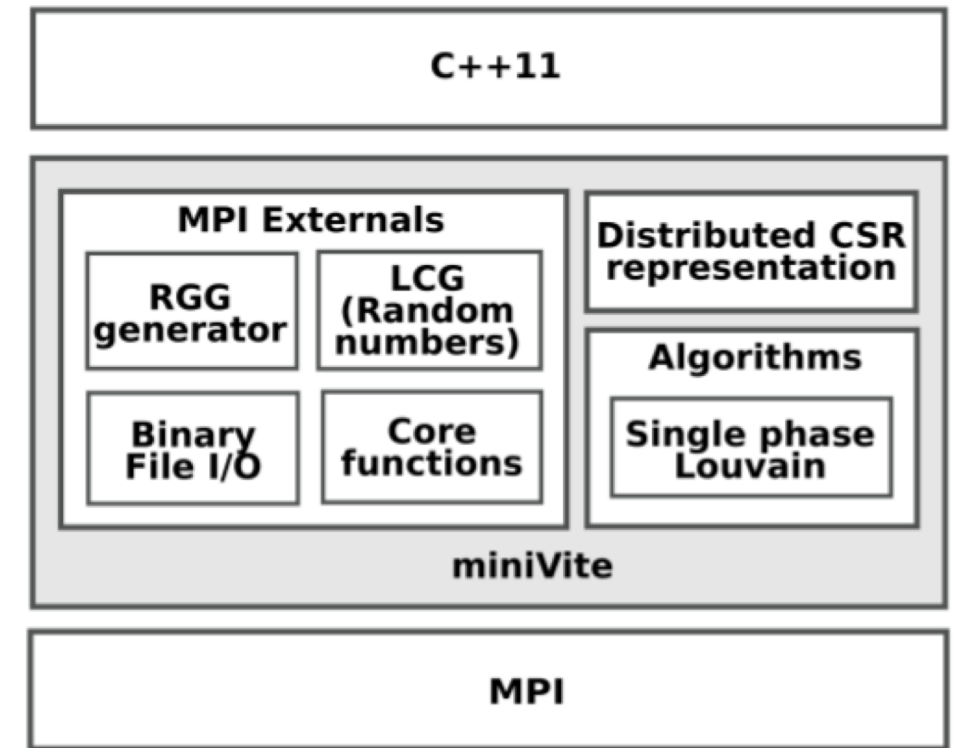 C++11
MPI Externals
RGG
generator
LCG
(Random
numbers)
Binary
File I/O
Core
functions
Distributed CSR
representation
Algorithms
Single phase
Louvain
miniVite
MPI